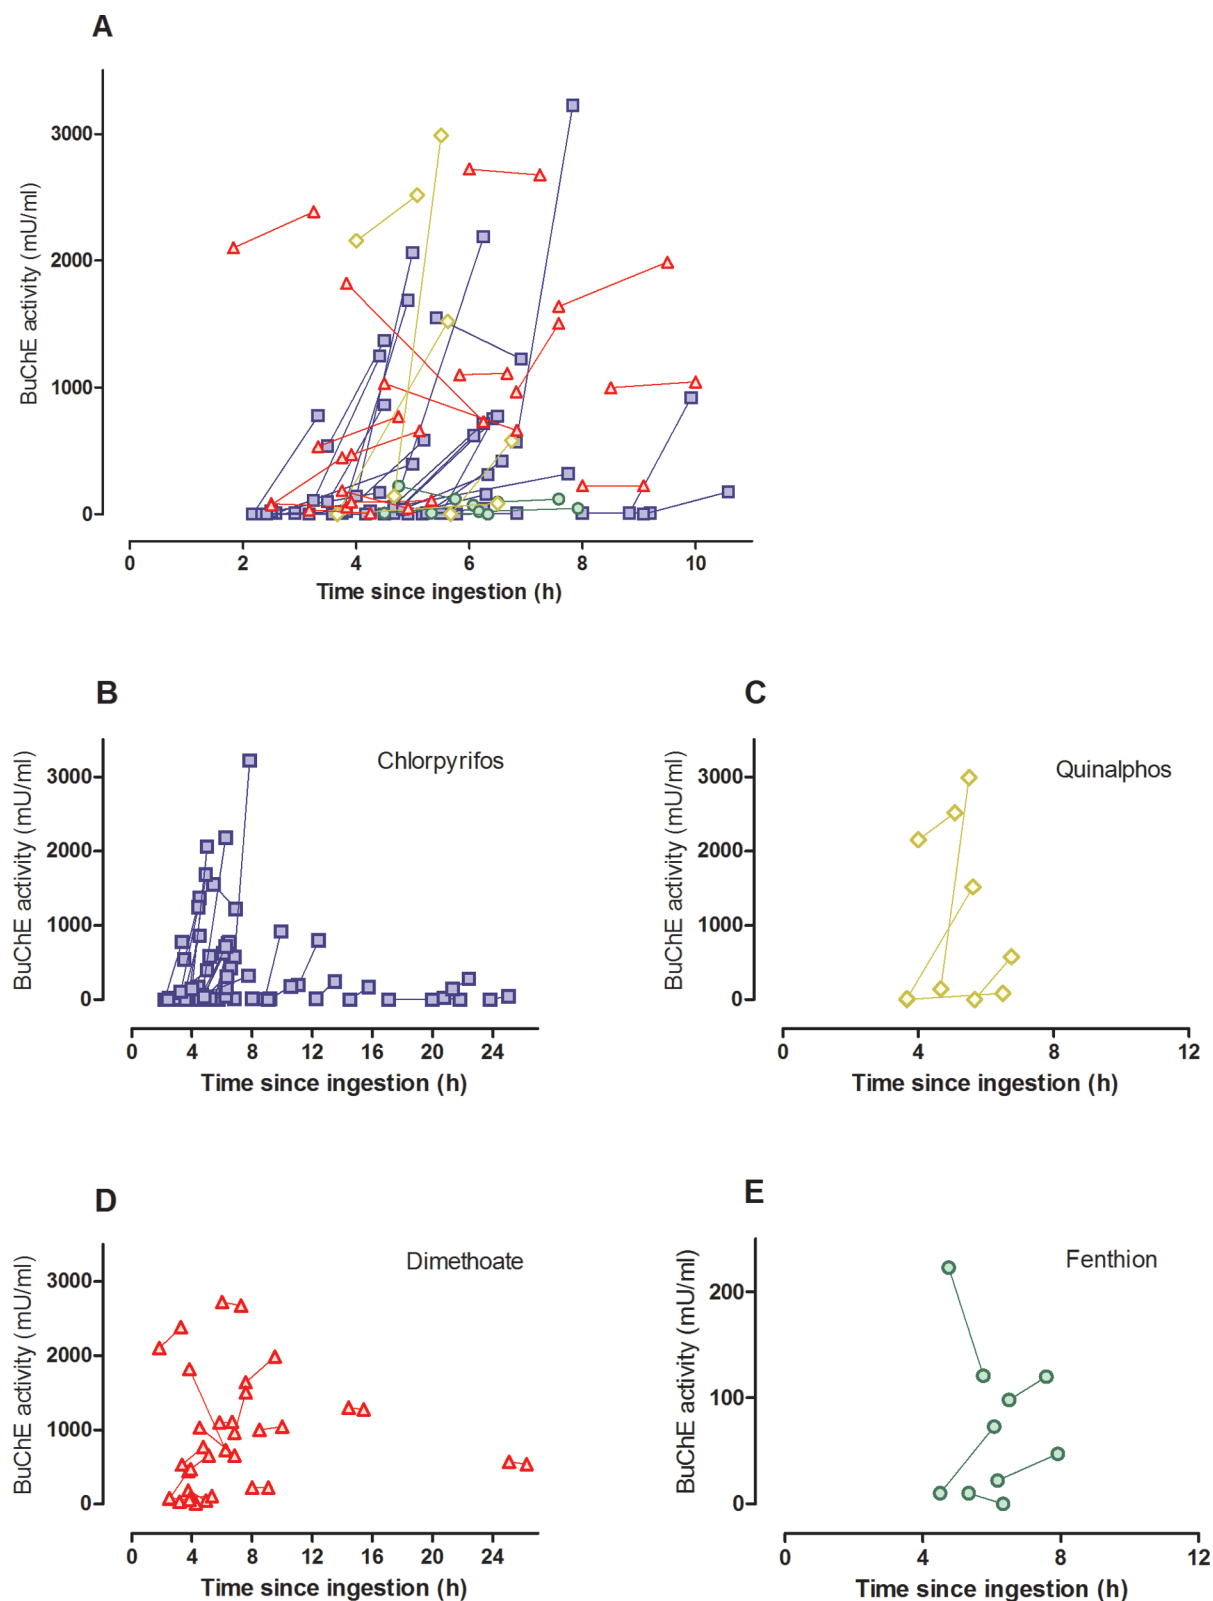 A
BuChE activity (mU/ml)
3000
2000
1000
0
0 2 4 6 8 10
Time since ingestion (h)
B
Chlorpyrifos
BuChE activity (mU/ml)
3000
2000
1000
0
0 4 8 12 16 20 24
Time since ingestion (h)
C
Quinalphos
BuChE activity (mU/ml)
3000
2000
1000
0
0 4 8 12
Time since ingestion (h)
D
Dimethoate
BuChE activity (mU/ml)
3000
2000
1000
0
0 4 8 12 16 20 24
Time since ingestion (h)
E
Fenthion
BuChE activity (mU/ml)
200
100
0
0 4 8 12
Time since ingestion (h)